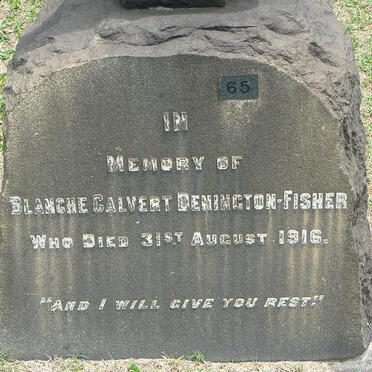 65
IN
MEMORY OF
BLANCHE CALVERT DENINGTON-FISHER
WHO DIED 31ST AUGUST 1916.
"AND I WILL GIVE YOU REST."